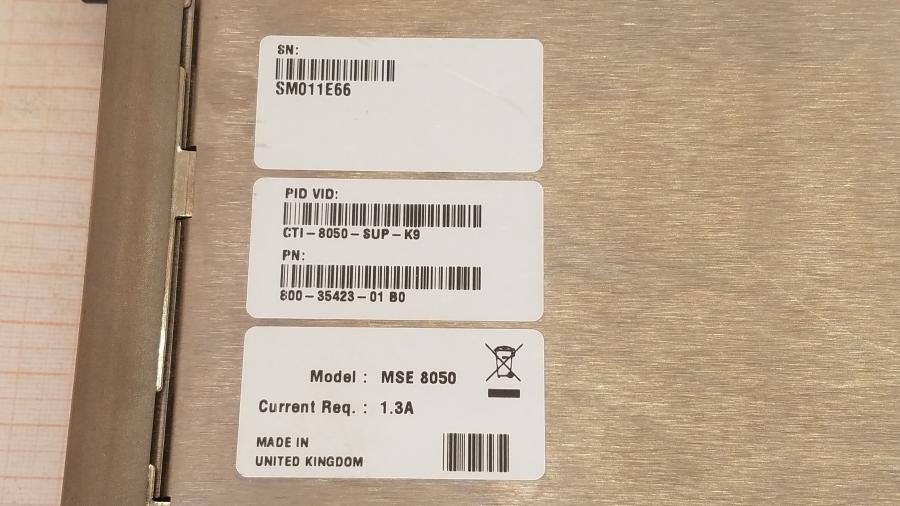 SN:
SM011E66
PID VID:
CTI-8050-SUP-K9
PN:
800-35423-01 B0
Model : MSE 8050
Current Req. : 1.3A
MADE IN
UNITED KINGDOM